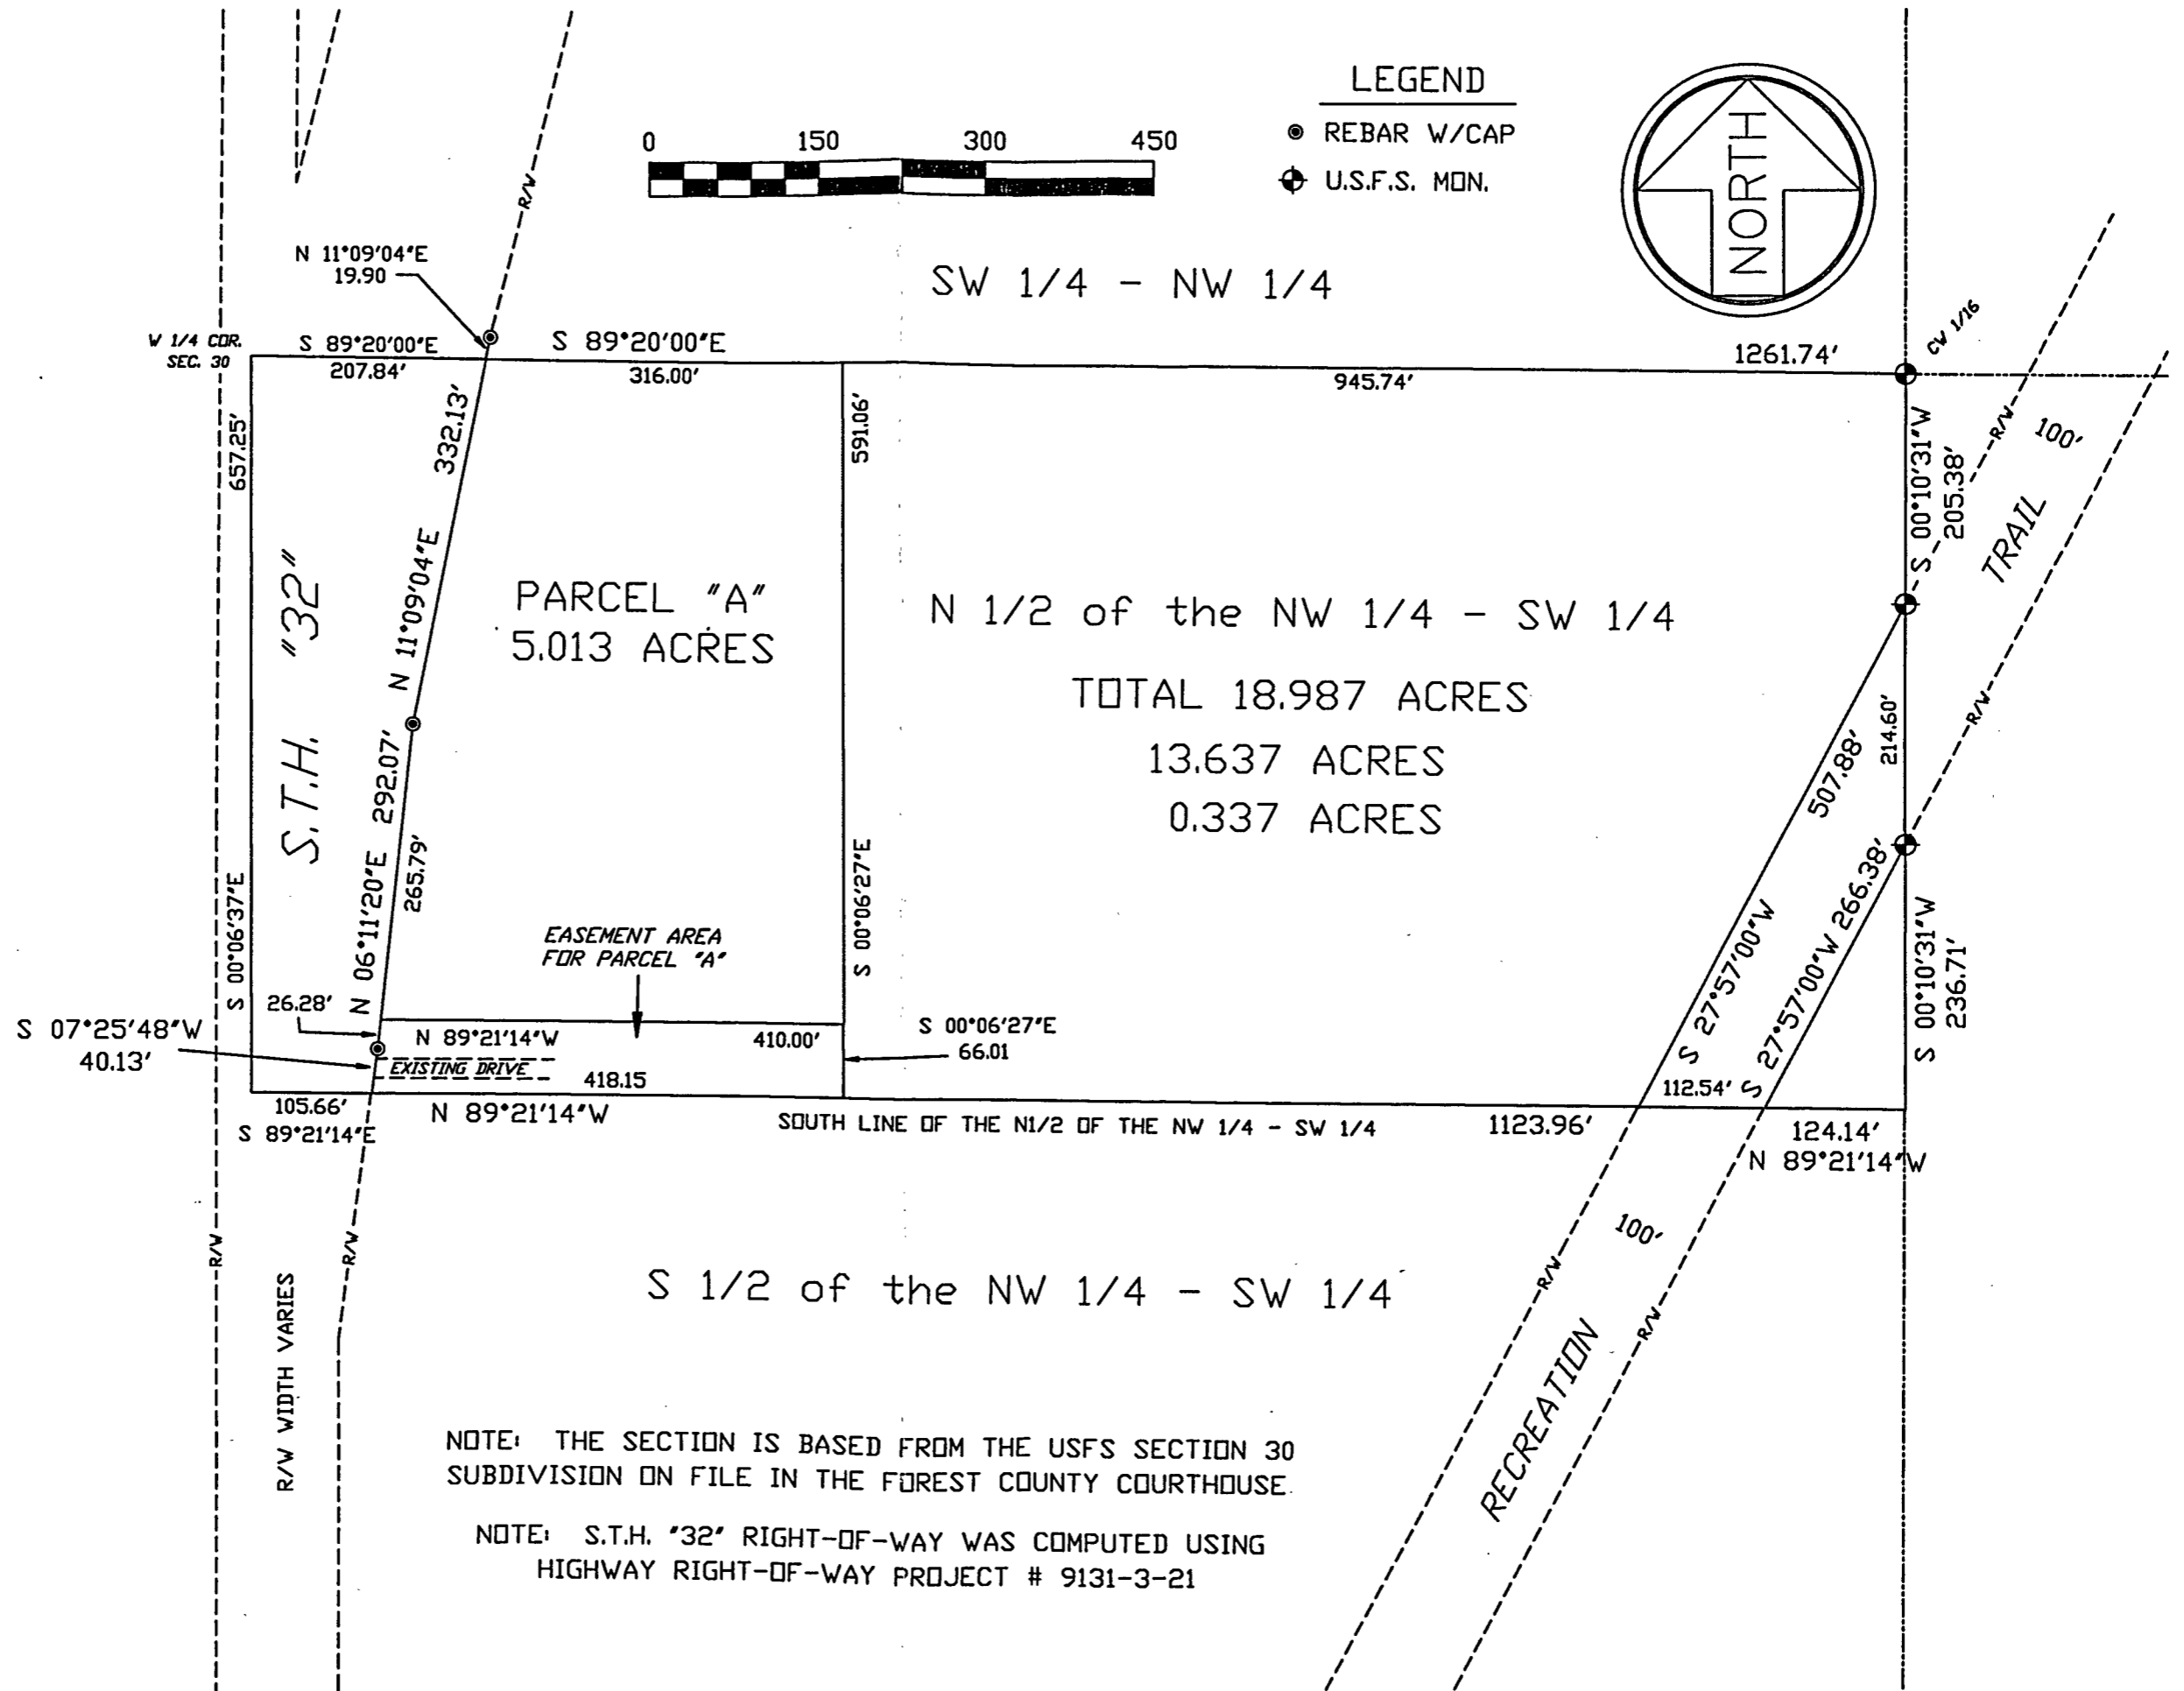 LEGEND
REBAR W/CAP
U.S.F.S. MON.
0 150 300 450
NORTH
R/W
N 11°09'04"E
19.90
SW 1/4 - NW 1/4
W 1/4 COR.
SEC. 30
S 89°20'00"E
207.84'
S 89°20'00"E
316.00'
1261.74'
945.74'
CW 1/16
657.25'
332.13'
591.06'
S 00°10'31"W
205.38'
R/W
100'
TRAIL
N 11°09'04"E
S.T.H. "32"
PARCEL "A"
5.013 ACRES
N 1/2 of the NW 1/4 - SW 1/4
TOTAL 18.987 ACRES
13.637 ACRES
0.337 ACRES
R/W
214.60'
507.88'
N 06°11'20"E 292.07'
265.79'
S 00°06'37"E
S 00°06'27"E
EASEMENT AREA
FOR PARCEL "A"
S 27°57'00"W
S 27°57'00"W 266.38'
S 00°10'31"W
236.71'
26.28'
S 07°25'48"W
40.13'
N 89°21'14"W
410.00'
S 00°06'27"E
66.01
EXISTING DRIVE
418.15
112.54'
105.66'
S 89°21'14"E
N 89°21'14"W
SOUTH LINE OF THE N1/2 OF THE NW 1/4 - SW 1/4
1123.96'
124.14'
N 89°21'14"W
R/W
R/W
R/W WIDTH VARIES
S 1/2 of the NW 1/4 - SW 1/4
100'
R/W
R/W
RECREATION
NOTE: THE SECTION IS BASED FROM THE USFS SECTION 30
SUBDIVISION ON FILE IN THE FOREST COUNTY COURTHOUSE.
NOTE: S.T.H. "32" RIGHT-OF-WAY WAS COMPUTED USING
HIGHWAY RIGHT-OF-WAY PROJECT # 9131-3-21